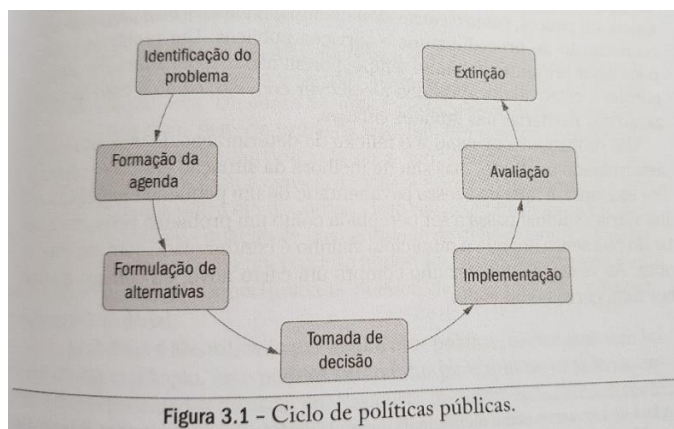 Identificação do
problema
Formação da
agenda
Formulação de
alternativas
Tomada de
decisão
Implementação
Avaliação
Extinção
Figura 3.1 – Ciclo de políticas públicas.